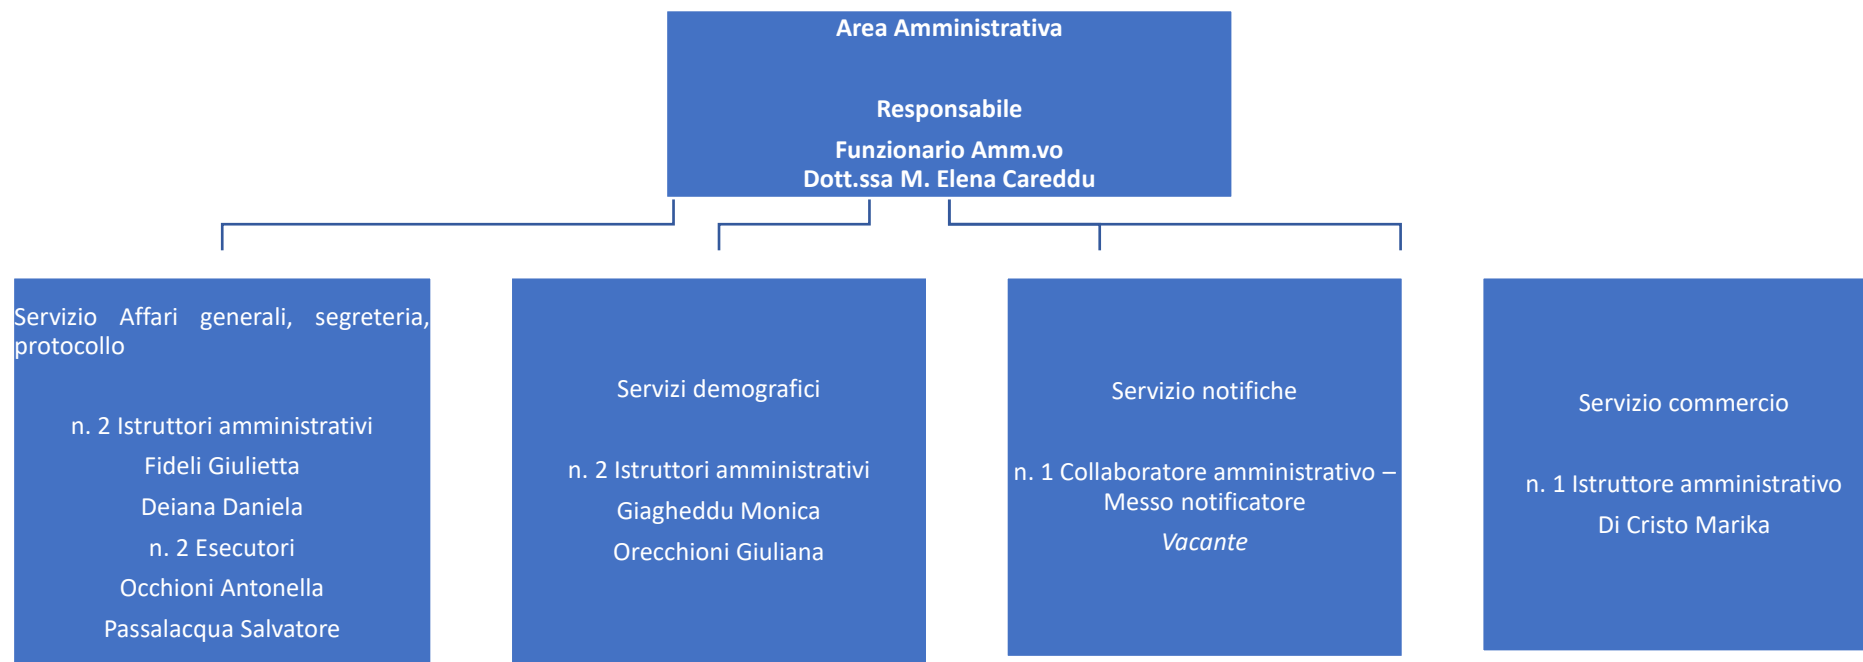 Area Amministrativa
Responsabile
Funzionario Amm.vo
Dott.ssa M. Elena Careddu
Servizio Affari generali, segreteria,
protocollo
n. 2 Istruttori amministrativi
Fideli Giulietta
Deiana Daniela
n. 2 Esecutori
Occhioni Antonella
Passalacqua Salvatore
Servizi demografici
n. 2 Istruttori amministrativi
Giagheddu Monica
Orecchioni Giuliana
Servizio notifiche
n. 1 Collaboratore amministrativo –
Messo notificatore
Vacante
Servizio commercio
n. 1 Istruttore amministrativo
Di Cristo Marika